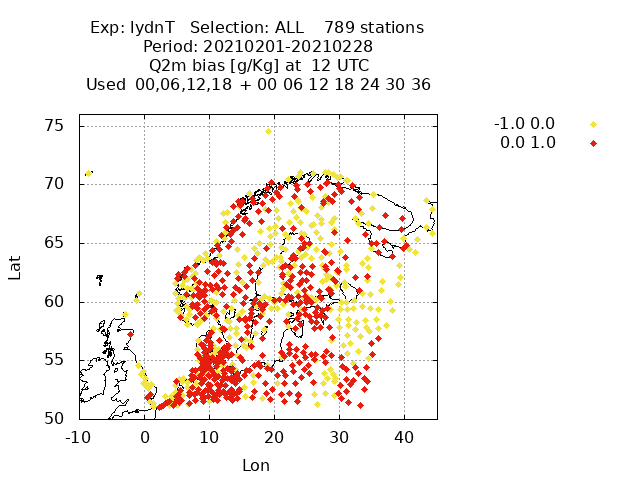 Exp: IydnT   Selection: ALL    789 stations
Period: 20210201-20210228
Q2m bias [g/Kg] at  12 UTC
Used  00,06,12,18 + 00 06 12 18 24 30 36
-1.0 0.0
0.0 1.0
75
70
65
60
55
50
Lat
-10 0 10 20 30 40
Lon